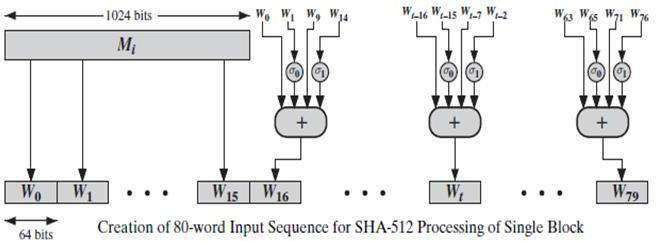 1024 bits
W0 W1 W9 W14
Wt–16 Wt–15 Wt–7 Wt–2
W63 W65 W71 W76
Mi
σ0 σ1
σ0 σ1
σ0 σ1
+
+
+
W0 W1 • • • W15 W16 • • • Wt • • • W79
64 bits
Creation of 80-word Input Sequence for SHA-512 Processing of Single Block